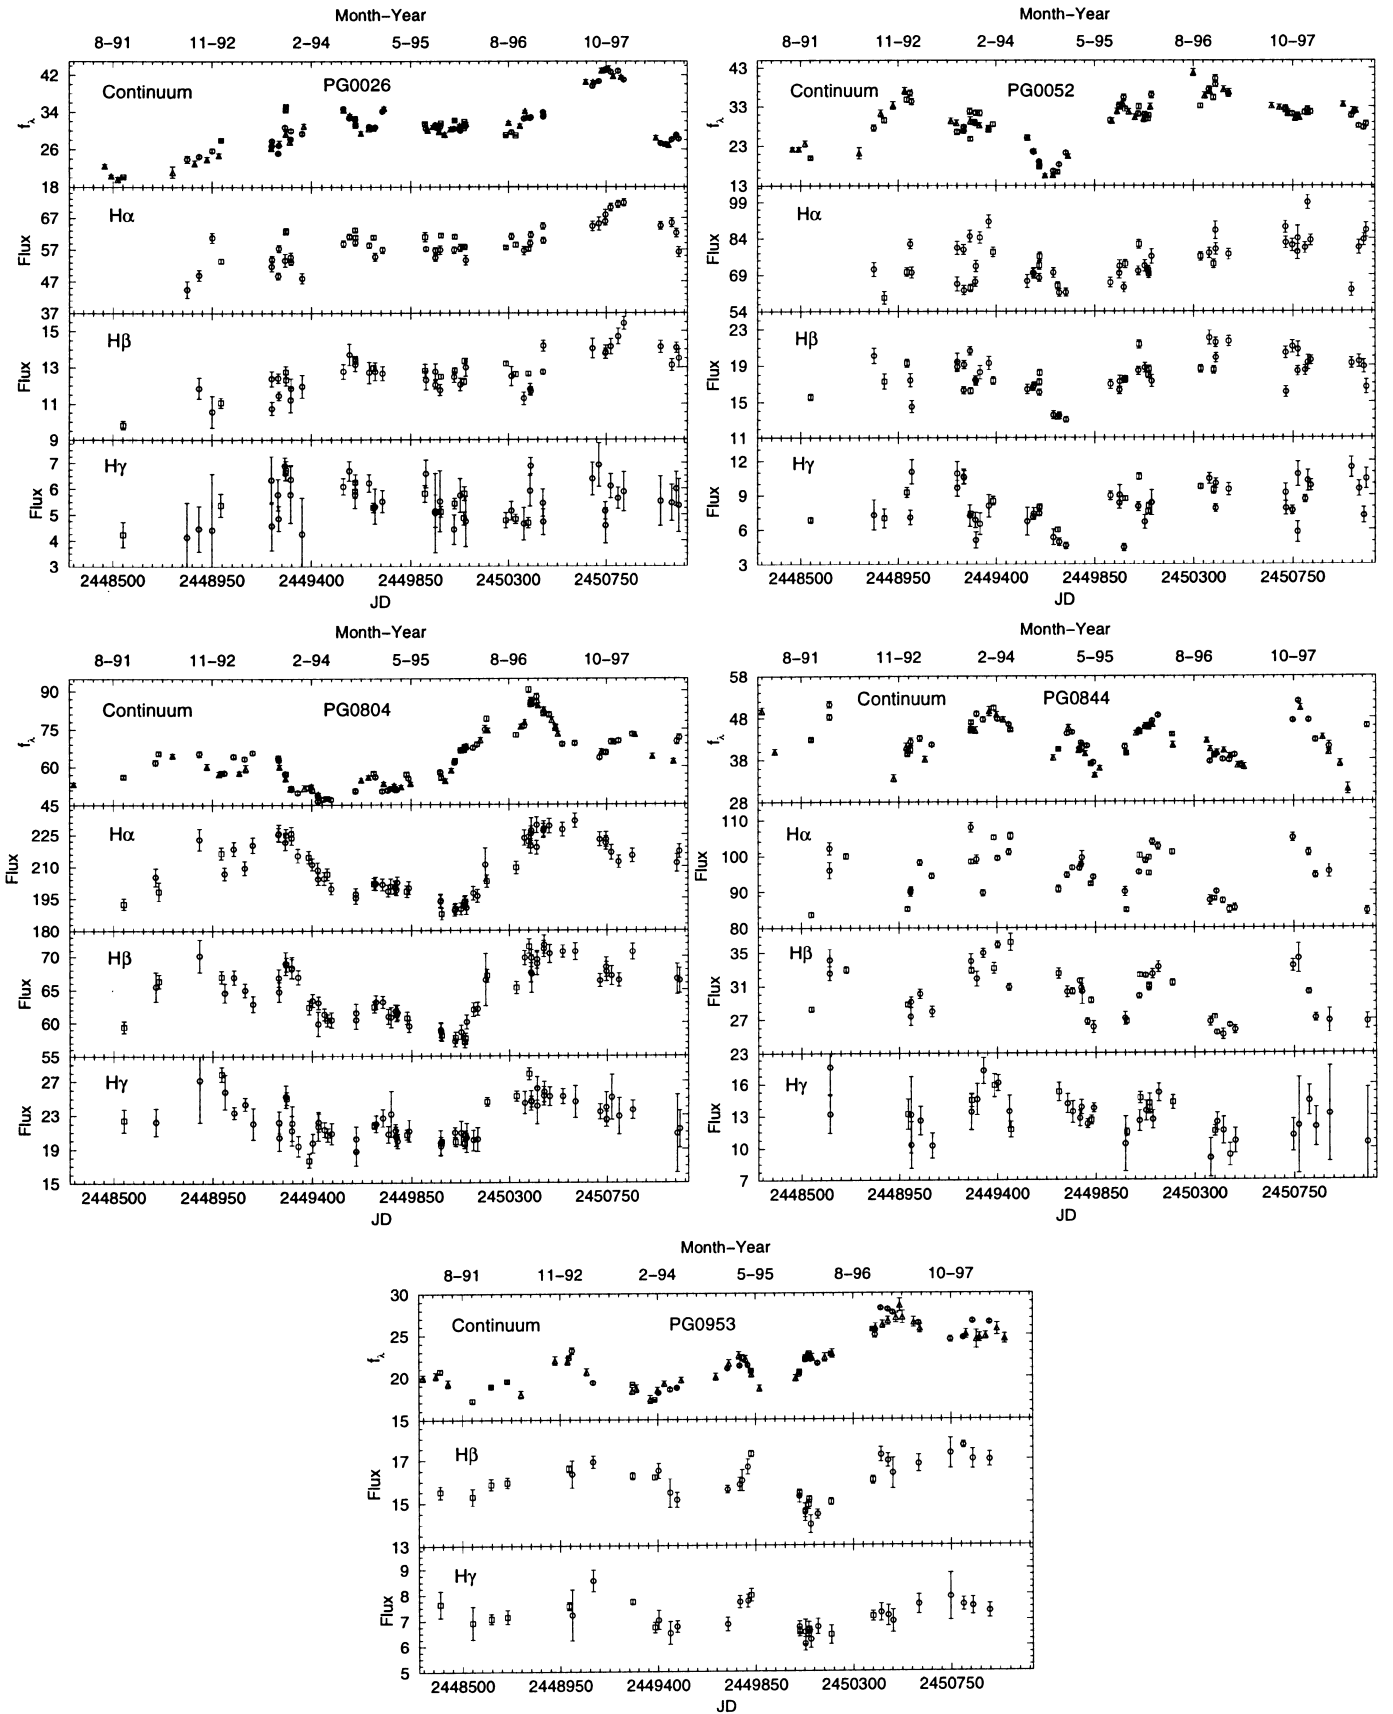 Month-Year
8-91 11-92 2-94 5-95 8-96 10-97
Continuum PG0026
fλ
42
34
26
18
Hα
Flux
67
57
47
37
Hβ
Flux
15
13
11
9
Hγ
Flux
7
6
5
4
3
2448500 2448950 2449400 2449850 2450300 2450750
JD
Month-Year
8-91 11-92 2-94 5-95 8-96 10-97
Continuum PG0052
fλ
43
33
23
13
Hα
Flux
99
84
69
54
Hβ
Flux
23
19
15
11
Hγ
Flux
12
9
6
3
2448500 2448950 2449400 2449850 2450300 2450750
JD
Month-Year
8-91 11-92 2-94 5-95 8-96 10-97
Continuum PG0804
fλ
90
75
60
45
Hα
Flux
225
210
195
180
Hβ
Flux
70
65
60
55
Hγ
Flux
27
23
19
15
2448500 2448950 2449400 2449850 2450300 2450750
JD
Month-Year
8-91 11-92 2-94 5-95 8-96 10-97
Continuum PG0844
fλ
58
48
38
28
Hα
Flux
110
100
90
80
Hβ
Flux
35
31
27
23
Hγ
Flux
16
13
10
7
2448500 2448950 2449400 2449850 2450300 2450750
JD
Month-Year
8-91 11-92 2-94 5-95 8-96 10-97
Continuum PG0953
fλ
30
25
20
15
Hβ
Flux
17
15
13
Hγ
Flux
9
8
7
6
5
2448500 2448950 2449400 2449850 2450300 2450750
JD